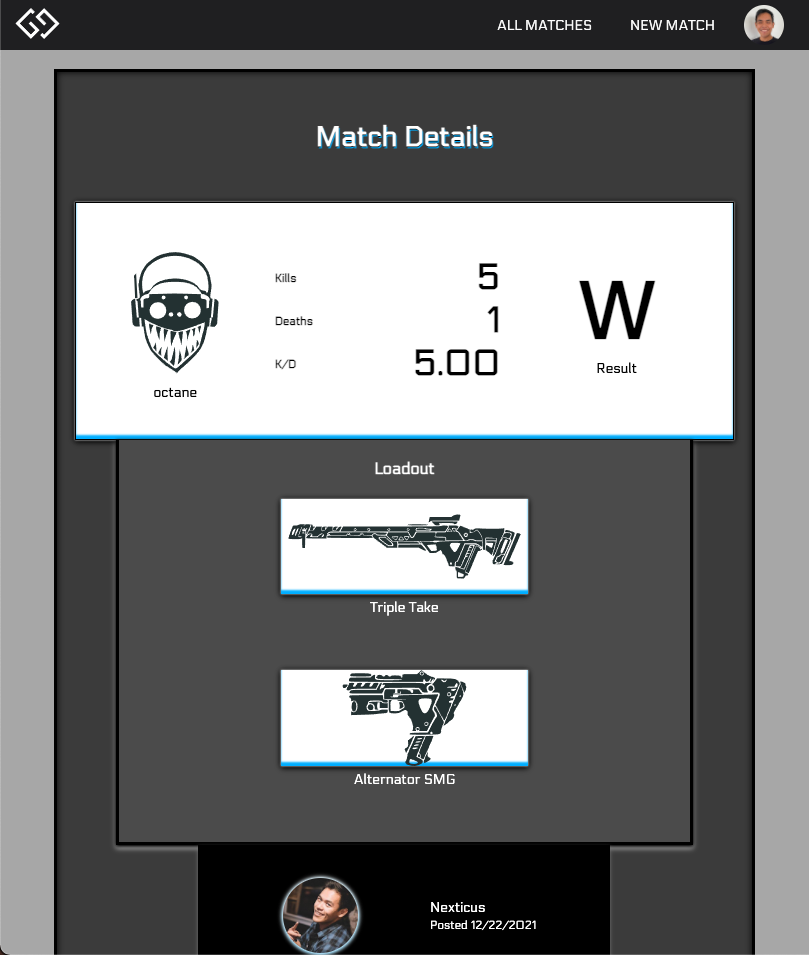 ALL MATCHES NEW MATCH
Match Details
Kills 5
Deaths 1
K/D 5.00
W
Result
octane
Loadout
Triple Take
Alternator SMG
Nexticus
Posted 12/22/2021